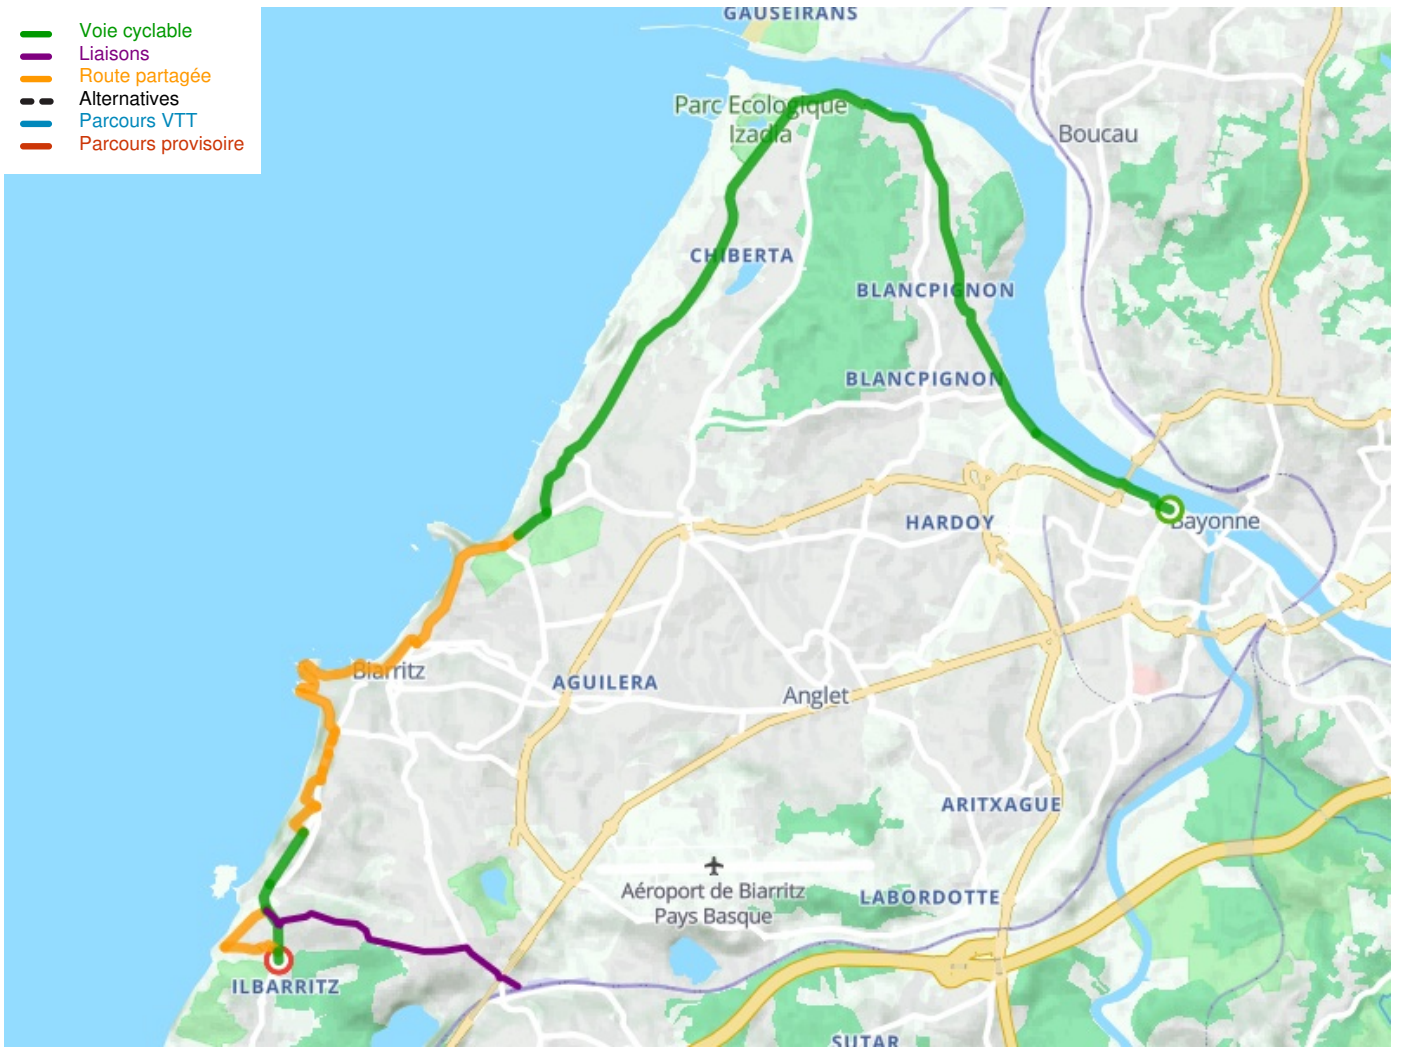 Voie cyclable
Liaisons
Route partagée
Alternatives
Parcours VTT
Parcours provisoire
GAUSEIRANS
Parc Ecologique
Izadia
Boucau
CHIBERTA
BLANCPIGNON
BLANCPIGNON
HARDOY
Bayonne
Biarritz
AGUILERA
Anglet
ARITXAGUE
Aéroport de Biarritz
Pays Basque
LABORDOTTE
ILBARRITZ
SUTAR